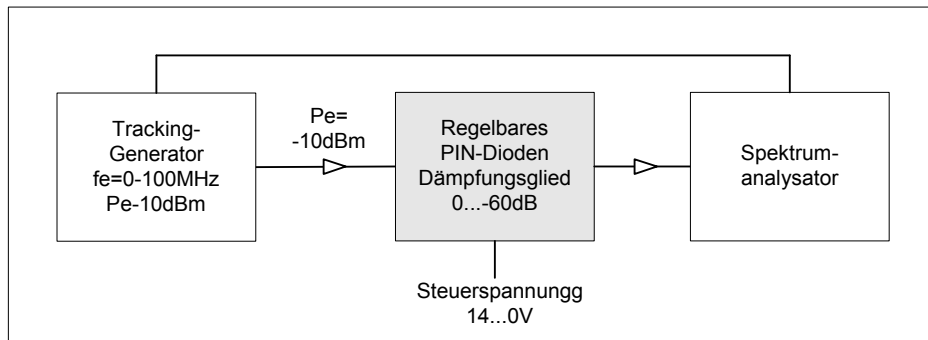 Tracking-
Generator
fe=0-100MHz
Pe-10dBm
Pe=
-10dBm
Regelbares
PIN-Dioden
Dämpfungsglied
0...-60dB
Spektrum-
analysator
Steuerspannungg
14...0V